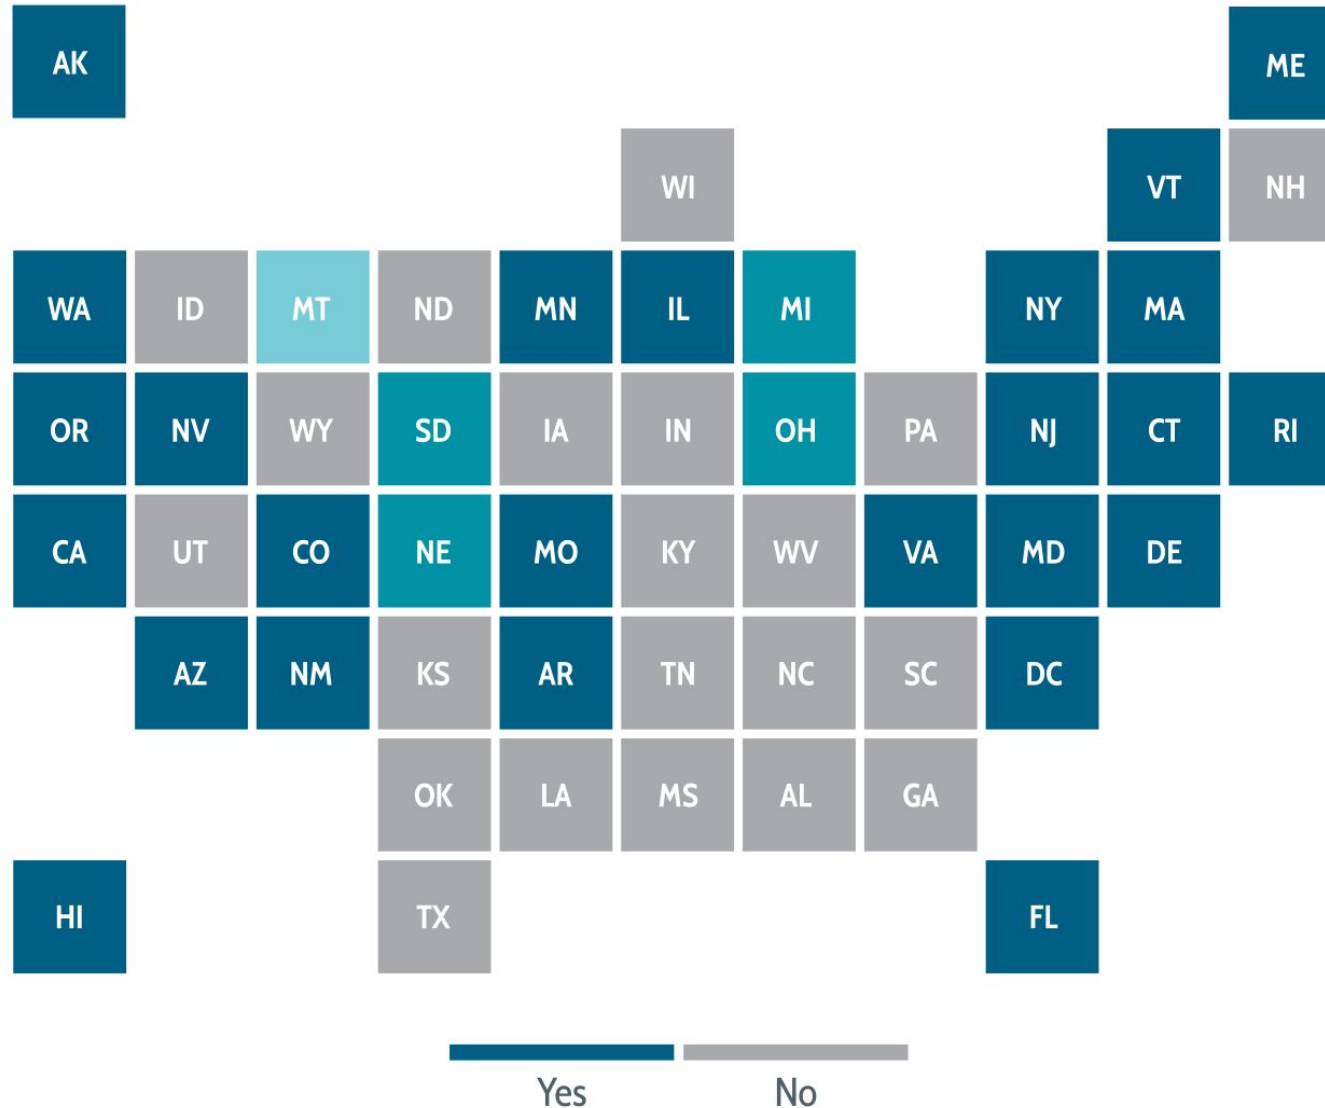 AK ME
WI VT NH
WA ID MT ND MN IL MI NY MA
OR NV WY SD IA IN OH PA NJ CT RI
CA UT CO NE MO KY WV VA MD DE
AZ NM KS AR TN NC SC DC
OK LA MS AL GA
HI TX FL
Yes No